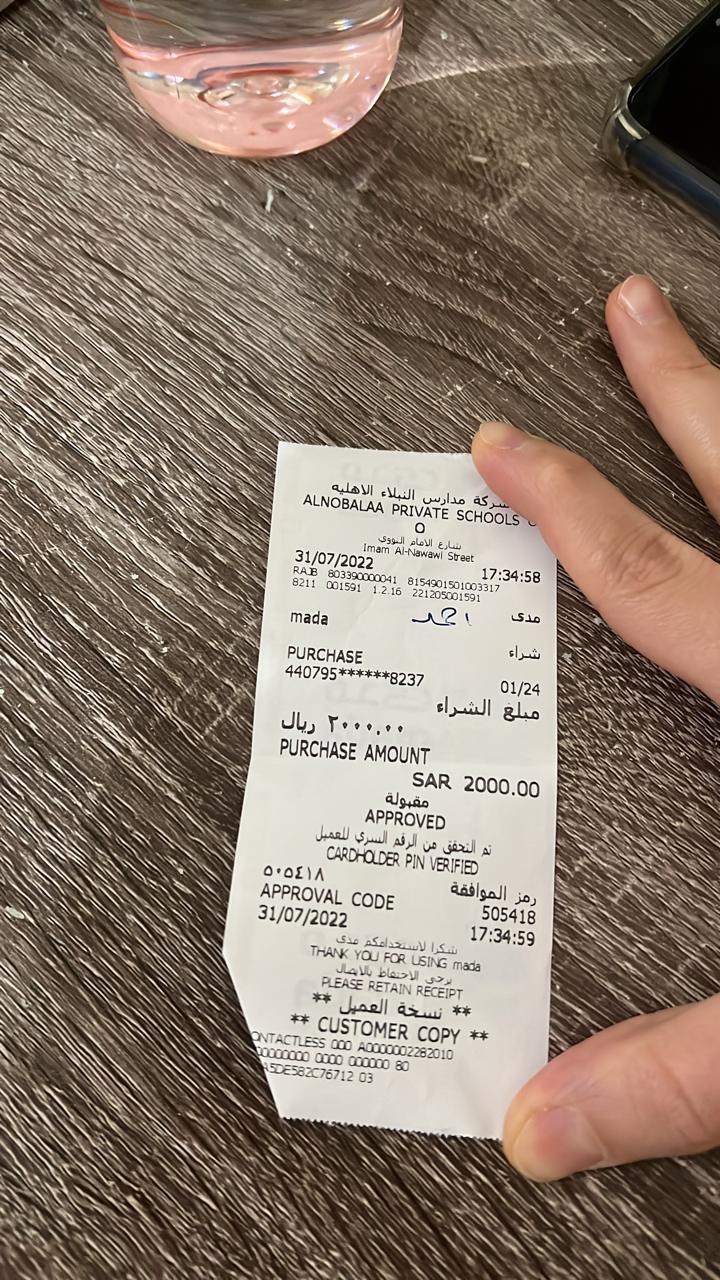 شركة مدارس النبلاء الاهليه
ALNOBALAA PRIVATE SCHOOLS
O
شارع الامام النووي
Imam Al-Nawawi Street
31/07/2022 17:34:58
RAJB 803390000041 8154901501003317
8211 001591 1.2.16 221205001591
mada احمد مدى
PURCHASE شراء
440795******8237 01/24
مبلغ الشراء
٢٠٠٠.٠٠ ريال
PURCHASE AMOUNT
SAR 2000.00
مقبولة
APPROVED
تم التحقق من الرقم السري للعميل
CARDHOLDER PIN VERIFIED
٥٠٥٤١٨ رمز الموافقة
APPROVAL CODE 505418
31/07/2022 17:34:59
شكرا لاستخدامكم مدى
THANK YOU FOR USING mada
يرجى الاحتفاظ بالايصال
PLEASE RETAIN RECEIPT
** نسخة العميل **
** CUSTOMER COPY **
ONTACTLESS 000 A0000002282010
00000000 0000 000000 80
A5DE582C76712 03